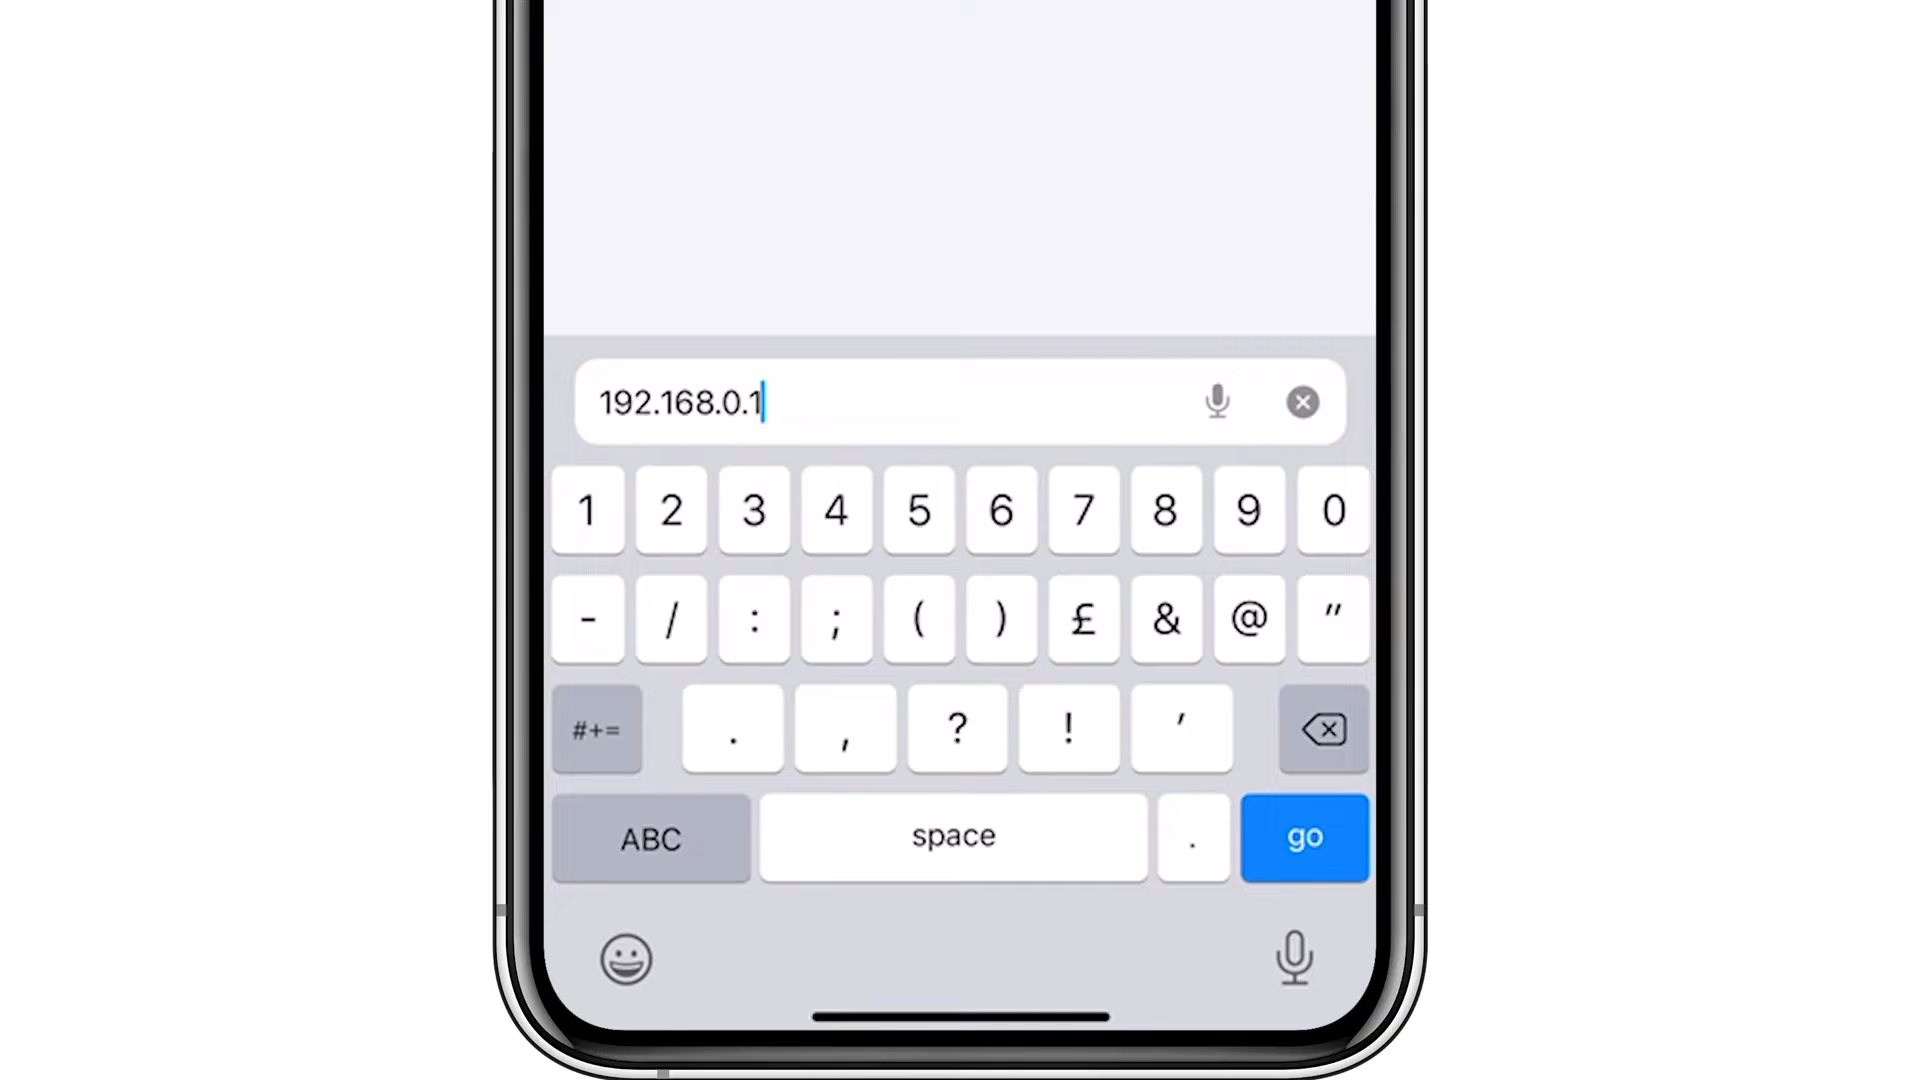 192.168.0.1
1 2 3 4 5 6 7 8 9 0
- / : ; ( ) £ & @ "
#+= . , ? ! '
ABC space . go